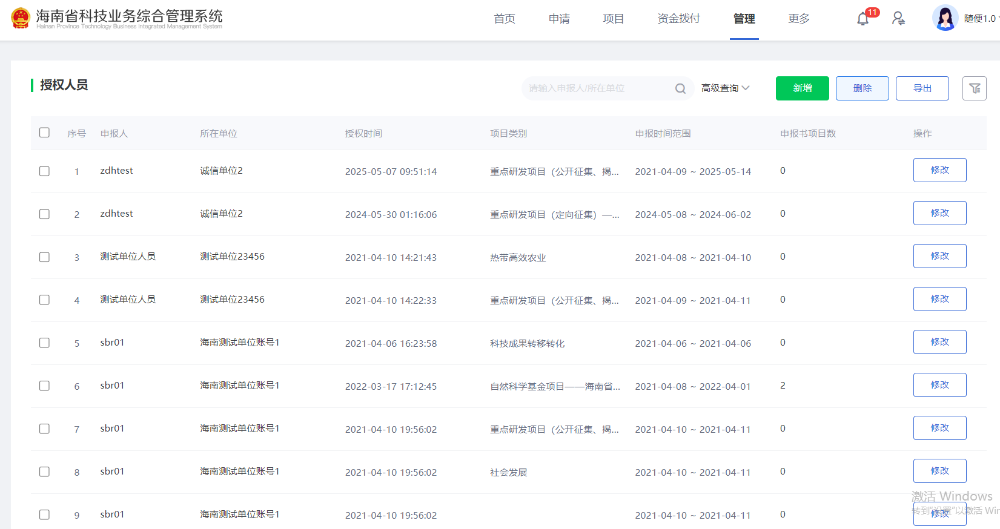 海南省科技业务综合管理系统
Hainan Province Technology Business Integrated Management System
首页 申请 项目 资金拨付 管理 更多 11 随便1.0
授权人员 请输入申报人/所在单位 高级查询 新增 删除 导出
序号 申报人 所在单位 授权时间 项目类别 申报时间范围 申报书项目数 操作
1 zdhtest 诚信单位2 2025-05-07 09:51:14 重点研发项目（公开征集、揭... 2021-04-09 ~ 2025-05-14 0 修改
2 zdhtest 诚信单位2 2024-05-30 01:16:06 重点研发项目（定向征集）—... 2024-05-08 ~ 2024-06-02 0 修改
3 测试单位人员 测试单位23456 2021-04-10 14:21:43 热带高效农业 2021-04-08 ~ 2021-04-10 0 修改
4 测试单位人员 测试单位23456 2021-04-10 14:22:33 重点研发项目（公开征集、揭... 2021-04-09 ~ 2021-04-11 0 修改
5 sbr01 海南测试单位账号1 2021-04-06 16:23:58 科技成果转移转化 2021-04-06 ~ 2021-04-06 0 修改
6 sbr01 海南测试单位账号1 2022-03-17 17:12:45 自然科学基金项目——海南省... 2021-04-08 ~ 2022-04-01 2 修改
7 sbr01 海南测试单位账号1 2021-04-10 19:56:02 重点研发项目（公开征集、揭... 2021-04-10 ~ 2021-04-11 0 修改
8 sbr01 海南测试单位账号1 2021-04-10 19:56:02 社会发展 2021-04-10 ~ 2021-04-11 0 修改
激活 Windows
9 sbr01 海南测试单位账号1 2021-04-10 19:56:02 2021-04-10 ~ 2021-04-11 0 修改
转到"设置"以激活 Win